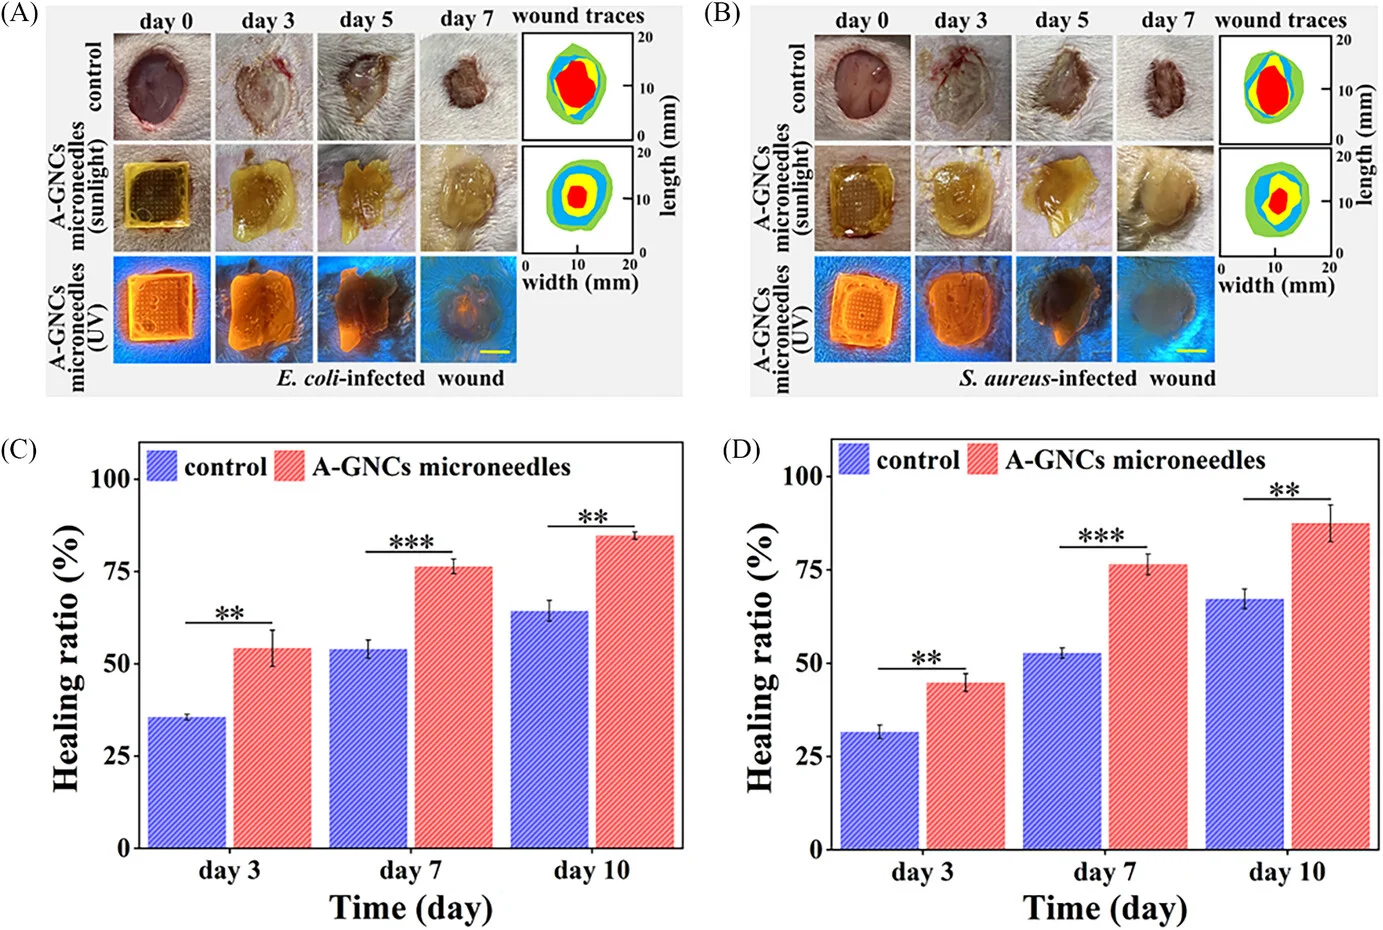 (A)
day 0 day 3 day 5 day 7 wound traces
control
A-GNCs
microneedles
(sunlight)
A-GNCs
microneedles
(UV)
20
10
0
20
10
0
length (mm)
0 10 20
width (mm)
E. coli-infected wound
(B)
day 0 day 3 day 5 day 7 wound traces
control
A-GNCs
microneedles
(sunlight)
A-GNCs
microneedles
(UV)
20
10
0
20
10
0
length (mm)
0 10 20
width (mm)
S. aureus-infected wound
(C)
control A-GNCs microneedles
Healing ratio (%)
100
75
50
25
0
**
***
**
day 3 day 7 day 10
Time (day)
(D)
control A-GNCs microneedles
Healing ratio (%)
100
75
50
25
0
**
***
**
day 3 day 7 day 10
Time (day)